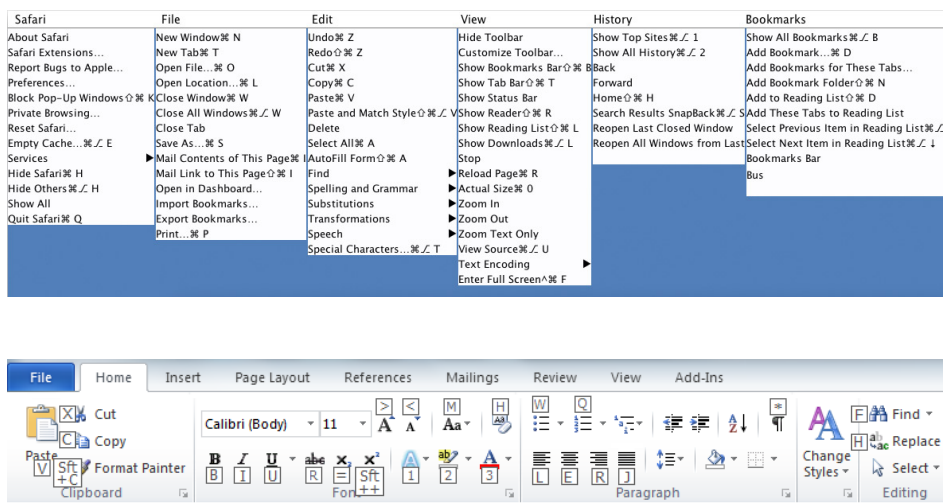 Safari
About Safari
Safari Extensions...
Report Bugs to Apple...
Preferences...
Block Pop-Up Windows⇧⌘ K
Private Browsing...
Reset Safari...
Empty Cache...⌘⌥ E
Services ▶
Hide Safari⌘ H
Hide Others⌘⌥ H
Show All
Quit Safari⌘ Q
File
New Window⌘ N
New Tab⌘ T
Open File...⌘ O
Open Location...⌘ L
Close Window⌘ W
Close All Windows⌘⌥ W
Close Tab
Save As...⌘ S
Mail Contents of This Page⌘ I
Mail Link to This Page⇧⌘ I
Open in Dashboard...
Import Bookmarks...
Export Bookmarks...
Print...⌘ P
Edit
Undo⌘ Z
Redo⇧⌘ Z
Cut⌘ X
Copy⌘ C
Paste⌘ V
Paste and Match Style⇧⌘⌥ V
Delete
Select All⌘ A
AutoFill Form⇧⌘ A
Find ▶
Spelling and Grammar ▶
Substitutions ▶
Transformations ▶
Speech ▶
Special Characters...⌘⌥ T
View
Hide Toolbar
Customize Toolbar...
Show Bookmarks Bar⇧⌘ B
Show Tab Bar⇧⌘ T
Show Status Bar
Show Reader⇧⌘ R
Show Reading List⇧⌘ L
Show Downloads⌘⌥ L
Stop
Reload Page⌘ R
Actual Size⌘ 0
Zoom In
Zoom Out
Zoom Text Only
View Source⌘⌥ U
Text Encoding ▶
Enter Full Screen^⌘ F
History
Show Top Sites⌘⌥ 1
Show All History⌘⌥ 2
Back
Forward
Home⇧⌘ H
Search Results SnapBack⌘⌥ S
Reopen Last Closed Window
Reopen All Windows from Last
Bookmarks
Show All Bookmarks⌘⌥ B
Add Bookmark...⌘ D
Add Bookmarks for These Tabs...
Add Bookmark Folder⇧⌘ N
Add to Reading List⇧⌘ D
Add These Tabs to Reading List
Select Previous Item in Reading List⌘⌥
Select Next Item in Reading List⌘⌥ ↓
Bookmarks Bar
Bus
File Home Insert Page Layout References Mailings Review View Add-Ins
X Cut
C Copy
Paste
V Sft+C Format Painter
Clipboard
Calibri (Body) 11 A > A < Aa M H
B I U abc X₂ X² A ab A
B I U R = Sft++ 1 2 3
Font
W Q A Z ¶ *
L E R J
Paragraph
A A
Change Styles
F Find
H Replace
Select
Editing